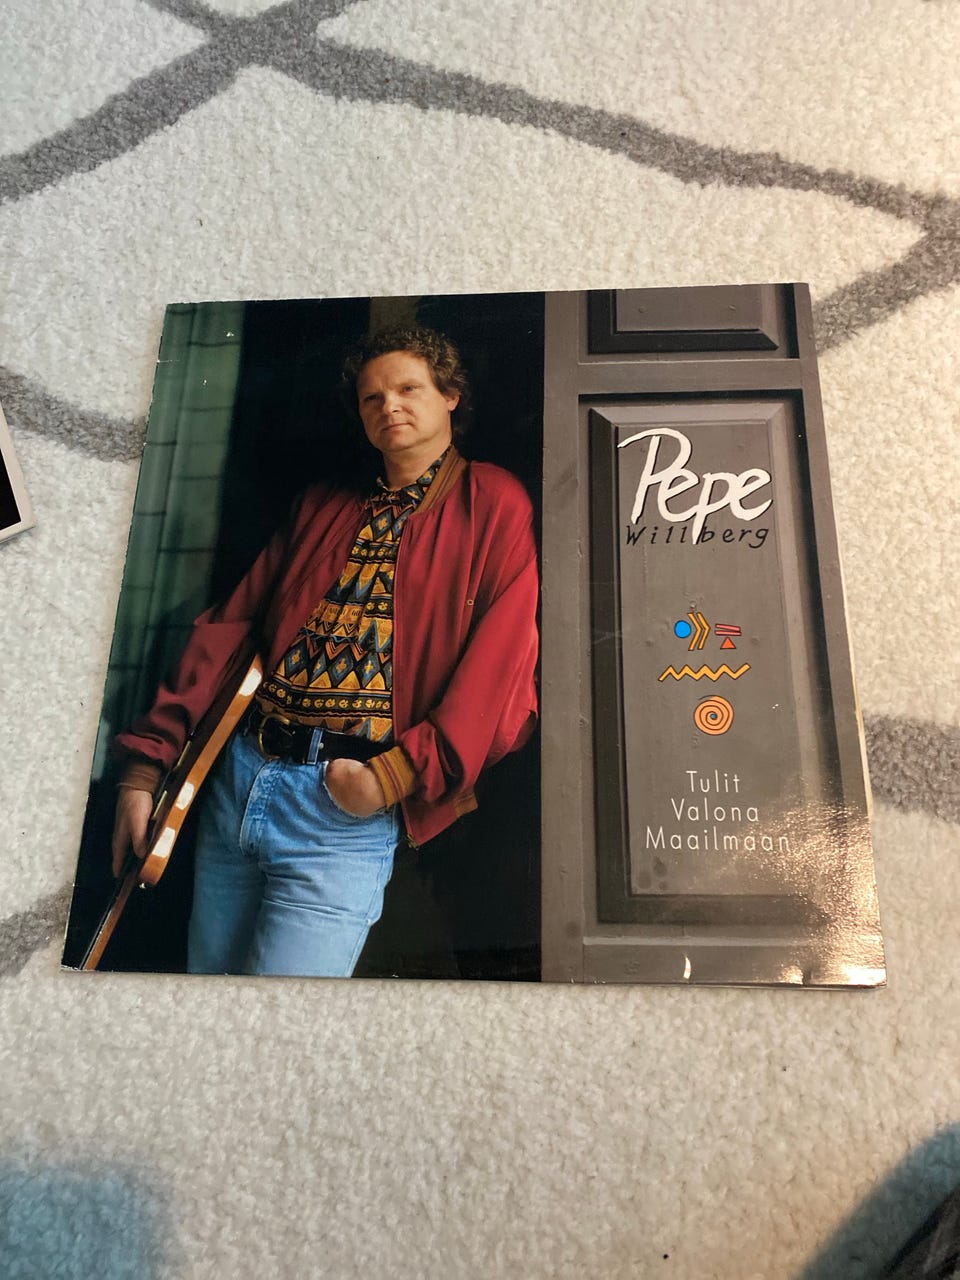 Pepe
Willberg
Tulit
Valona
Maailmaan